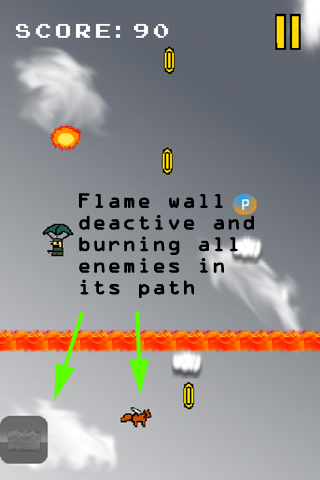 SCORE: 90
Flame wall
P
deactive and
burning all
enemies in
its path